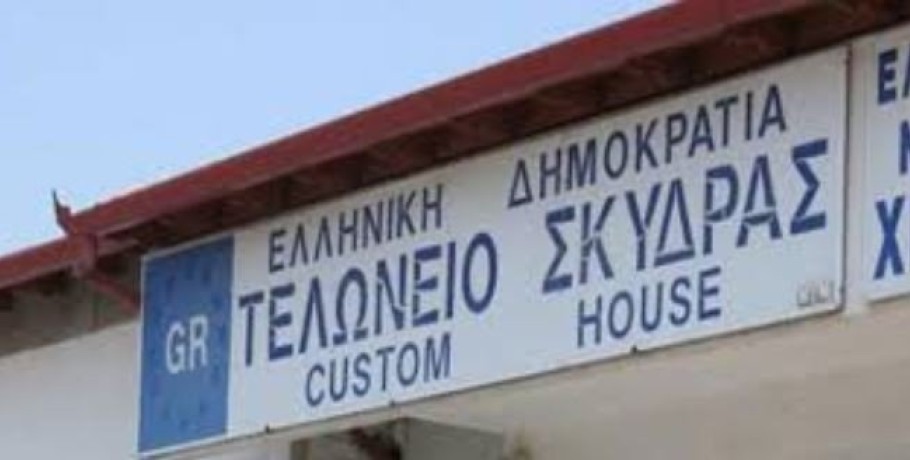 ΕΛΛΗΝΙΚΗ ΔΗΜΟΚΡΑΤΙΑ
GR ΤΕΛΩΝΕΙΟ ΣΚΥΔΡΑΣ
CUSTOM HOUSE